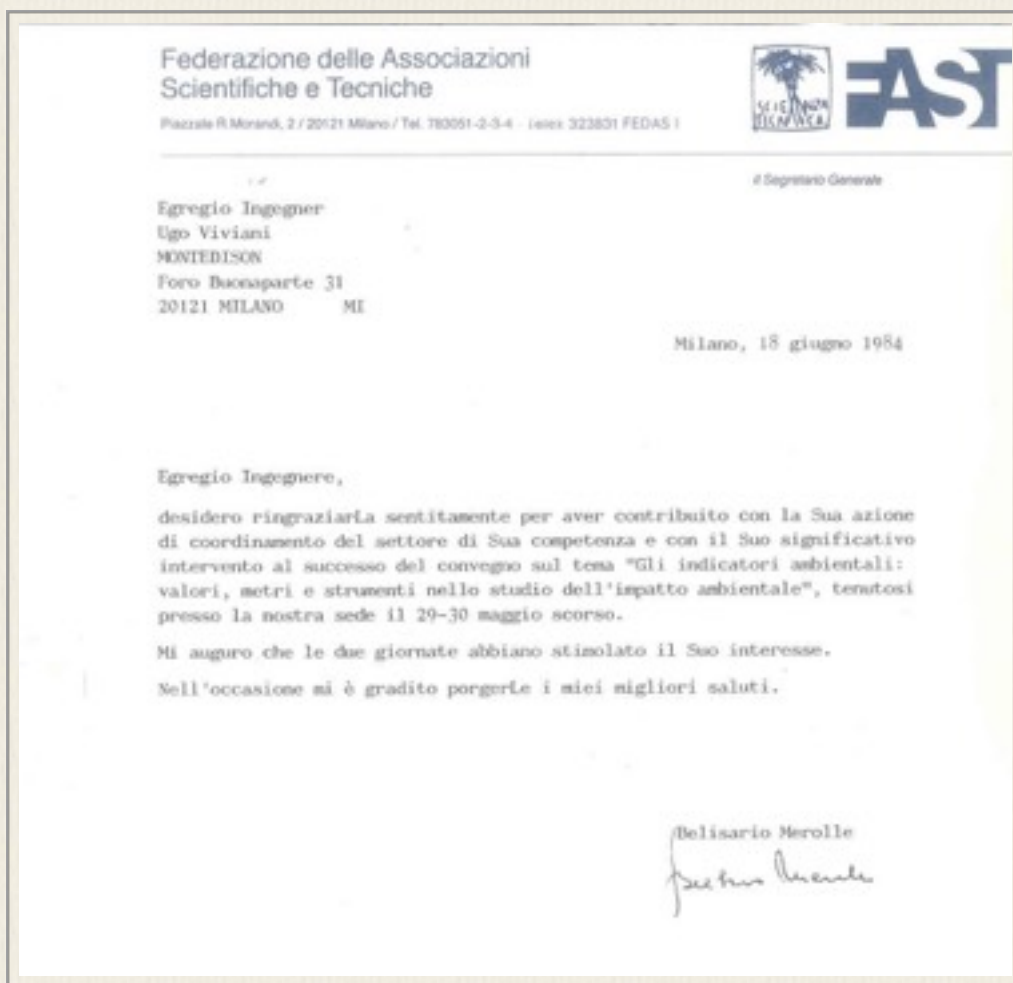 Federazione delle Associazioni
Scientifiche e Tecniche
FAST
SCIENZA
TECNICA
Piazzale R.Morandi, 2 / 20121 Milano / Tel. 783051-2-3-4 - telex 323831 FEDAS I
il Segretario Generale
Egregio Ingegner
Ugo Viviani
MONTEDISON
Foro Buonaparte 31
20121 MILANO MI
Milano, 18 giugno 1984
Egregio Ingegnere,
desidero ringraziarLa sentitamente per aver contribuito con la Sua azione
di coordinamento del settore di Sua competenza e con il Suo significativo
intervento al successo del convegno sul tema "Gli indicatori ambientali:
valori, metri e strumenti nello studio dell'impatto ambientale", tenutosi
presso la nostra sede il 29-30 maggio scorso.
Mi auguro che le due giornate abbiano stimolato il Suo interesse.
Nell'occasione mi è gradito porgerLe i miei migliori saluti.
Belisario Merolle